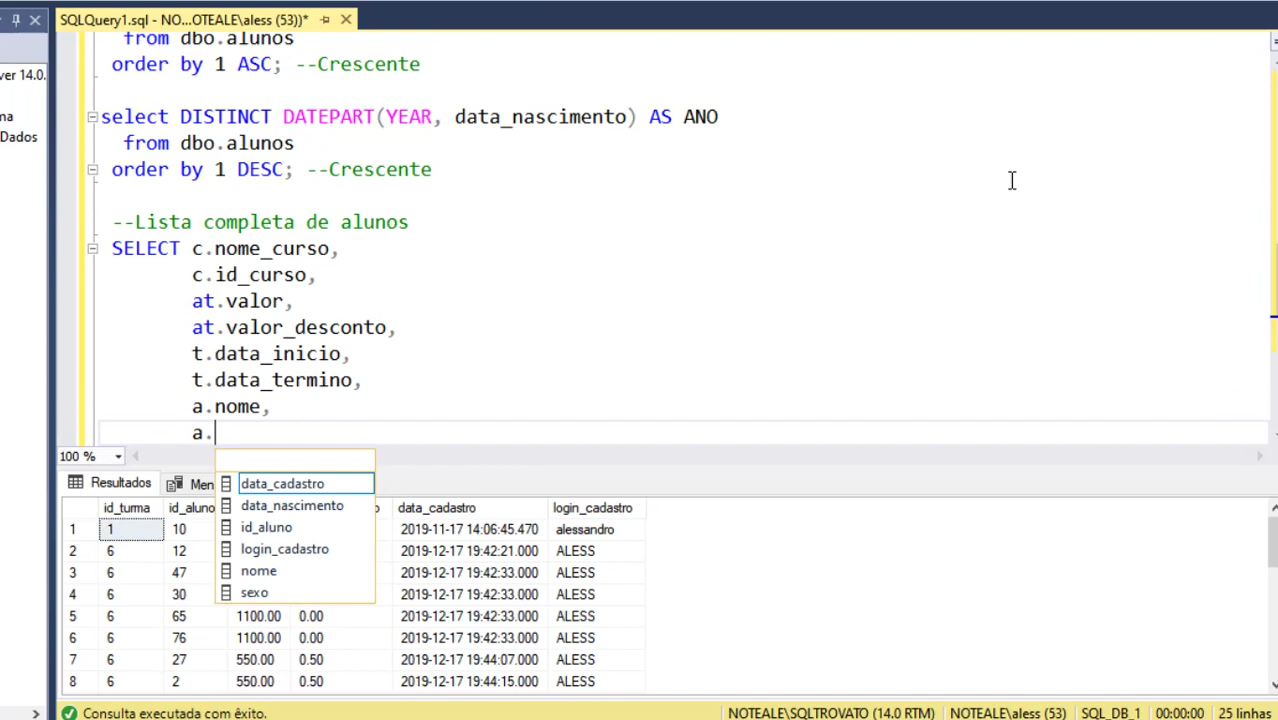 SQLQuery1.sql - NO...OTEALE\aless (53))*
ver 14.0.
ma
Dados
from dbo.alunos
order by 1 ASC; --Crescente
select DISTINCT DATEPART(YEAR, data_nascimento) AS ANO
from dbo.alunos
order by 1 DESC; --Crescente
--Lista completa de alunos
SELECT c.nome_curso,
c.id_curso,
at.valor,
at.valor_desconto,
t.data_inicio,
t.data_termino,
a.nome,
a.
100 %
Resultados Men
data_cadastro
data_nascimento
id_aluno
login_cadastro
nome
sexo
id_turma id_aluno o data_cadastro login_cadastro
1 1 10 2019-11-17 14:06:45.470 alessandro
2 6 12 2019-12-17 19:42:21.000 ALESS
3 6 47 2019-12-17 19:42:33.000 ALESS
4 6 30 2019-12-17 19:42:33.000 ALESS
5 6 65 1100.00 0.00 2019-12-17 19:42:33.000 ALESS
6 6 76 1100.00 0.00 2019-12-17 19:42:33.000 ALESS
7 6 27 550.00 0.50 2019-12-17 19:44:07.000 ALESS
8 6 2 550.00 0.50 2019-12-17 19:44:15.000 ALESS
Consulta executada com êxito. NOTEALE\SQLTROVATO (14.0 RTM) NOTEALE\aless (53) SQL_DB_1 00:00:00 25 linhas